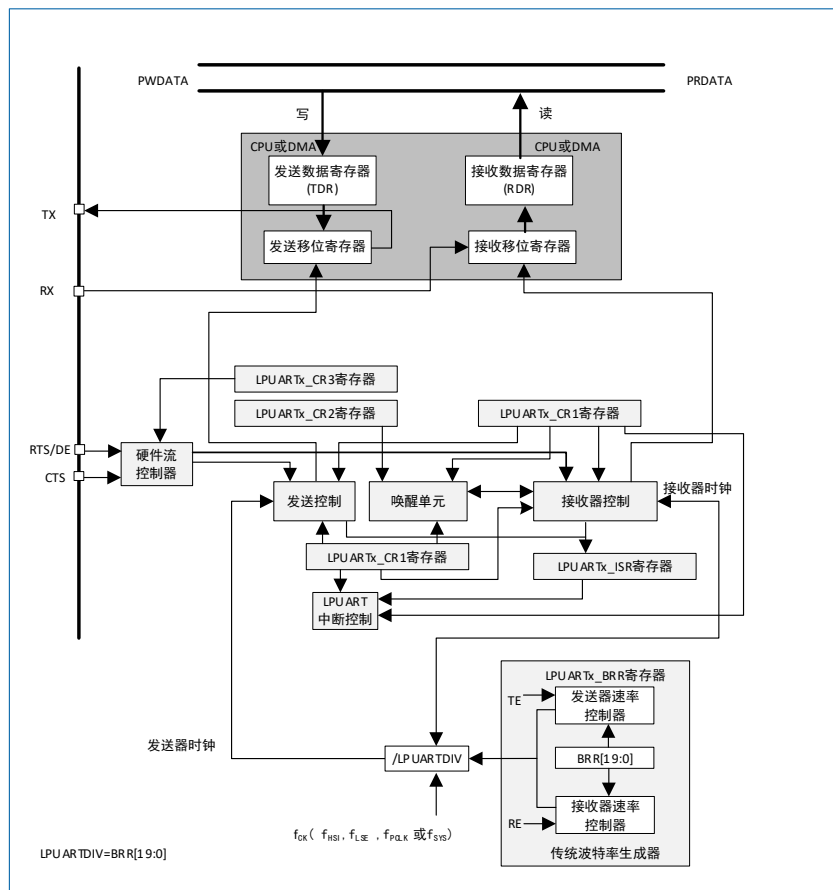 PWDATA
PRDATA
写
读
CPU或DMA
CPU或DMA
发送数据寄存器
(TDR)
接收数据寄存器
(RDR)
TX
发送移位寄存器
接收移位寄存器
RX
LPUARTx_CR3寄存器
LPUARTx_CR2寄存器
LPUARTx_CR1寄存器
RTS/DE
硬件流
控制器
CTS
发送控制
唤醒单元
接收器控制
接收器时钟
LPUARTx_CR1寄存器
LPUARTx_ISR寄存器
LPUART
中断控制
LPUARTx_BRR寄存器
TE
发送器速率
控制器
发送器时钟
/LPUARTDIV
BRR[19:0]
RE
接收器速率
控制器
fCK( fHSI, fLSE , fPCLK 或fSYS)
传统波特率生成器
LPUARTDIV=BRR[19:0]